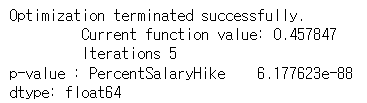 Optimization terminated successfully.
         Current function value: 0.457847
         Iterations 5
p-value : PercentSalaryHike    6.177623e-88
dtype: float64